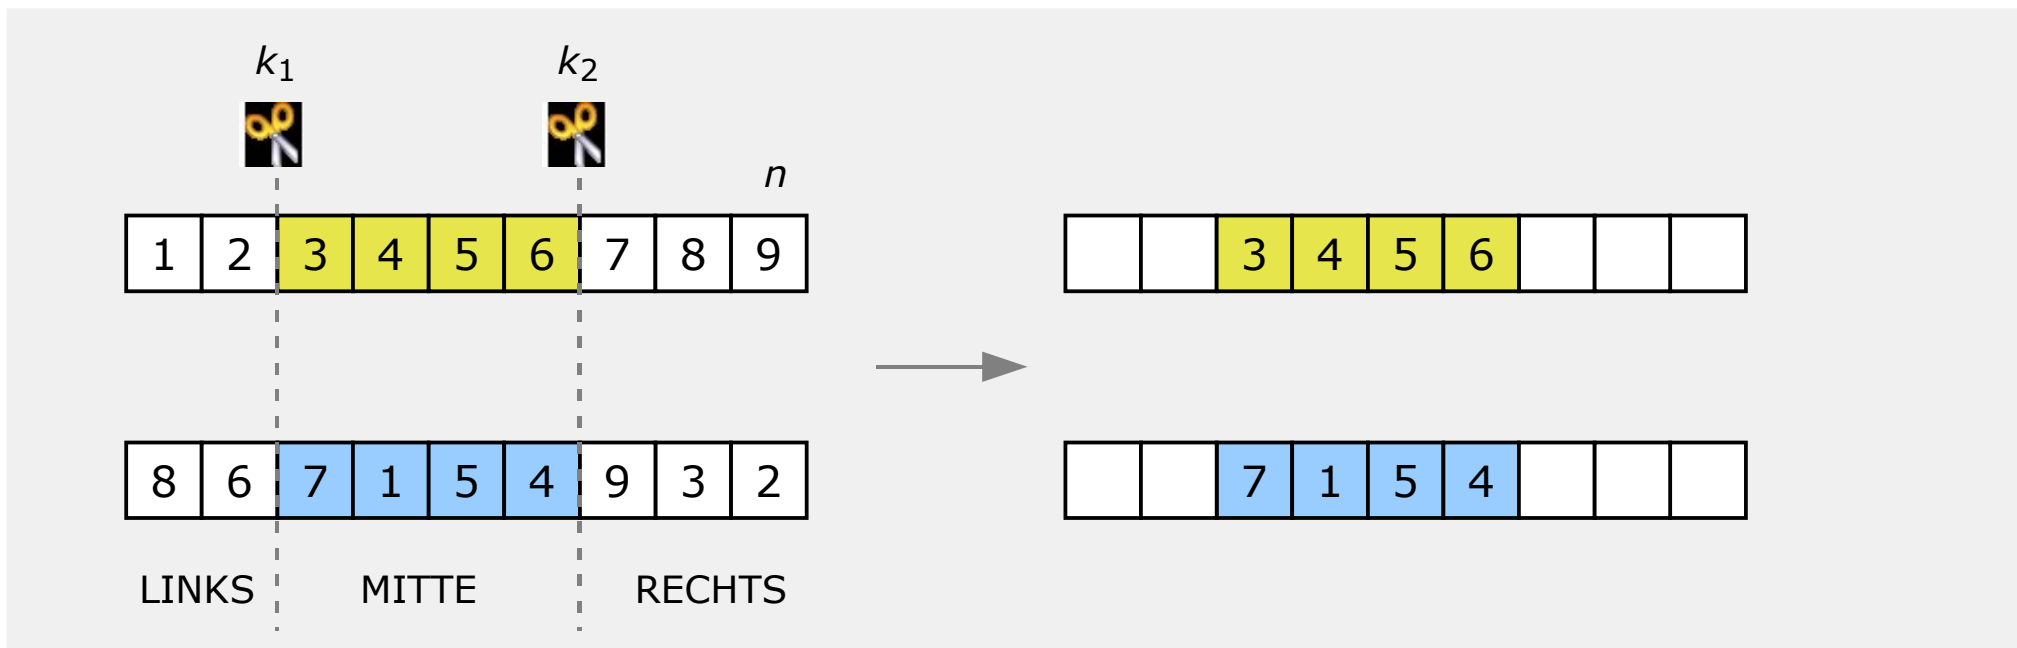 k₁ k₂
n
1 2 3 4 5 6 7 8 9 3 4 5 6
8 6 7 1 5 4 9 3 2 7 1 5 4
LINKS MITTE RECHTS